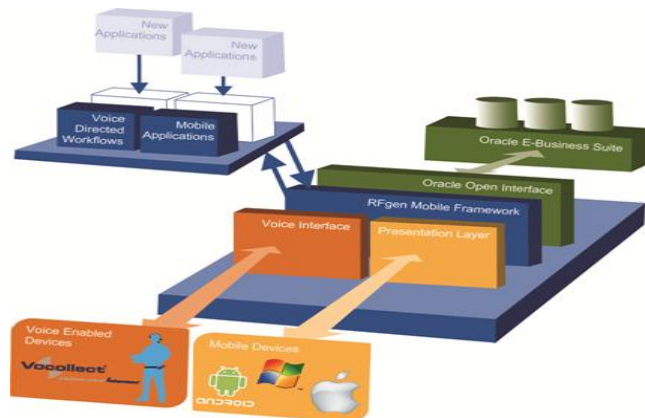 New
Applications
New
Applications
Voice
Directed
Workflows
Mobile
Applications
Oracle E-Business Suite
Oracle Open Interface
RFgen Mobile Framework
Voice Interface
Presentation Layer
Voice Enabled
Devices
Vocollect
Mobile Devices
ANDROID